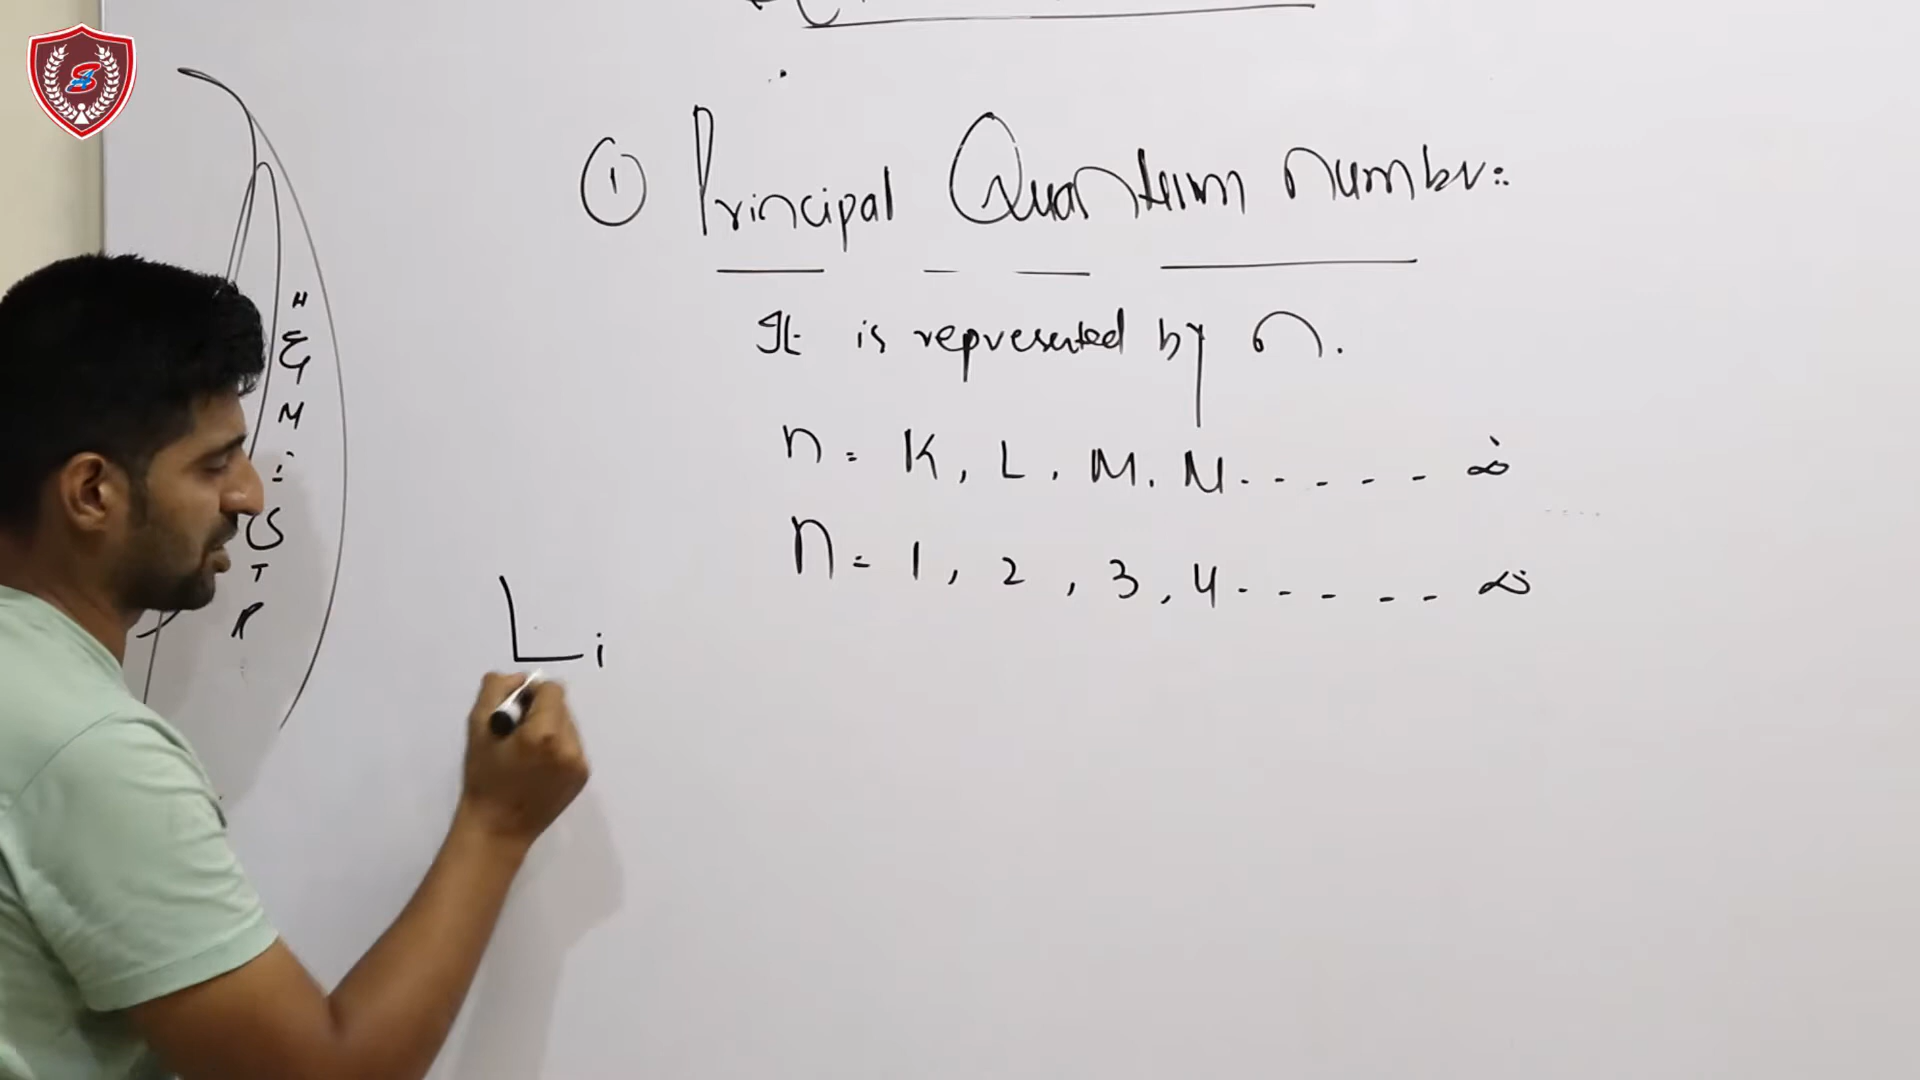 ① Principal Quantum number:
It is represented by n.
n = K, L, M, N ..... ∞
n = 1, 2, 3, 4 ..... ∞
Li
H
E
M
i
S
T
R